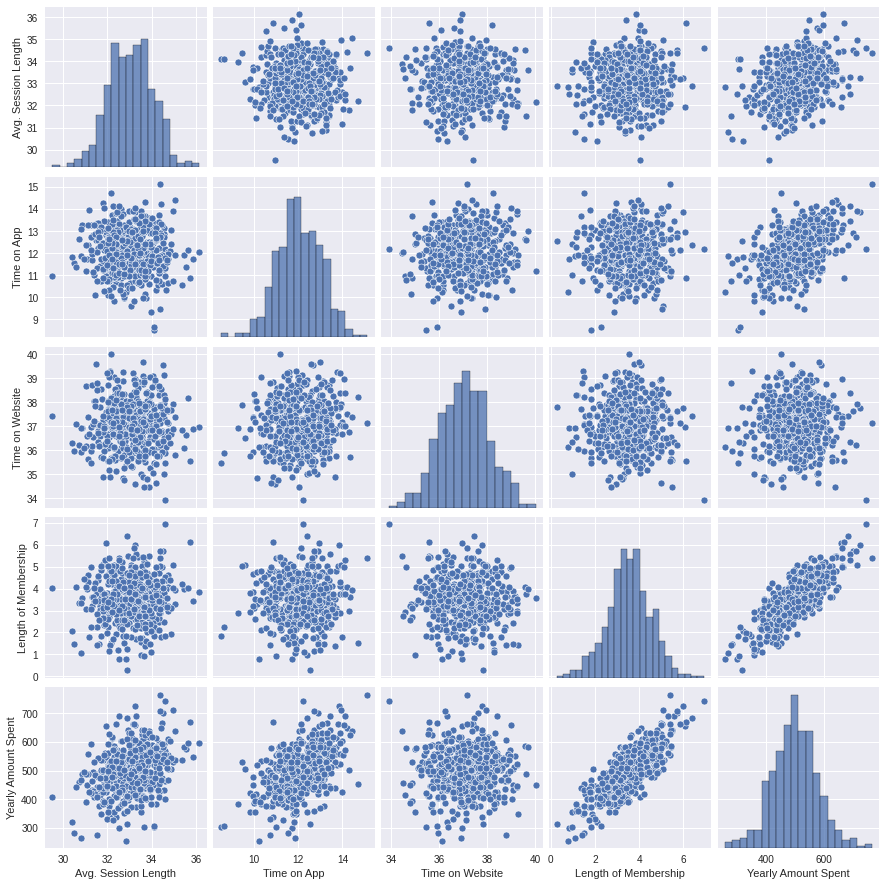 36
35
34
33
32
31
30
Avg. Session Length
15
14
13
12
11
10
9
Time on App
40
39
38
37
36
35
34
Time on Website
7
6
5
4
3
2
1
0
Length of Membership
700
600
500
400
300
Yearly Amount Spent
30 32 34 36
10 12 14
34 36 38 40
0 2 4 6
400 600
Avg. Session Length
Time on App
Time on Website
Length of Membership
Yearly Amount Spent